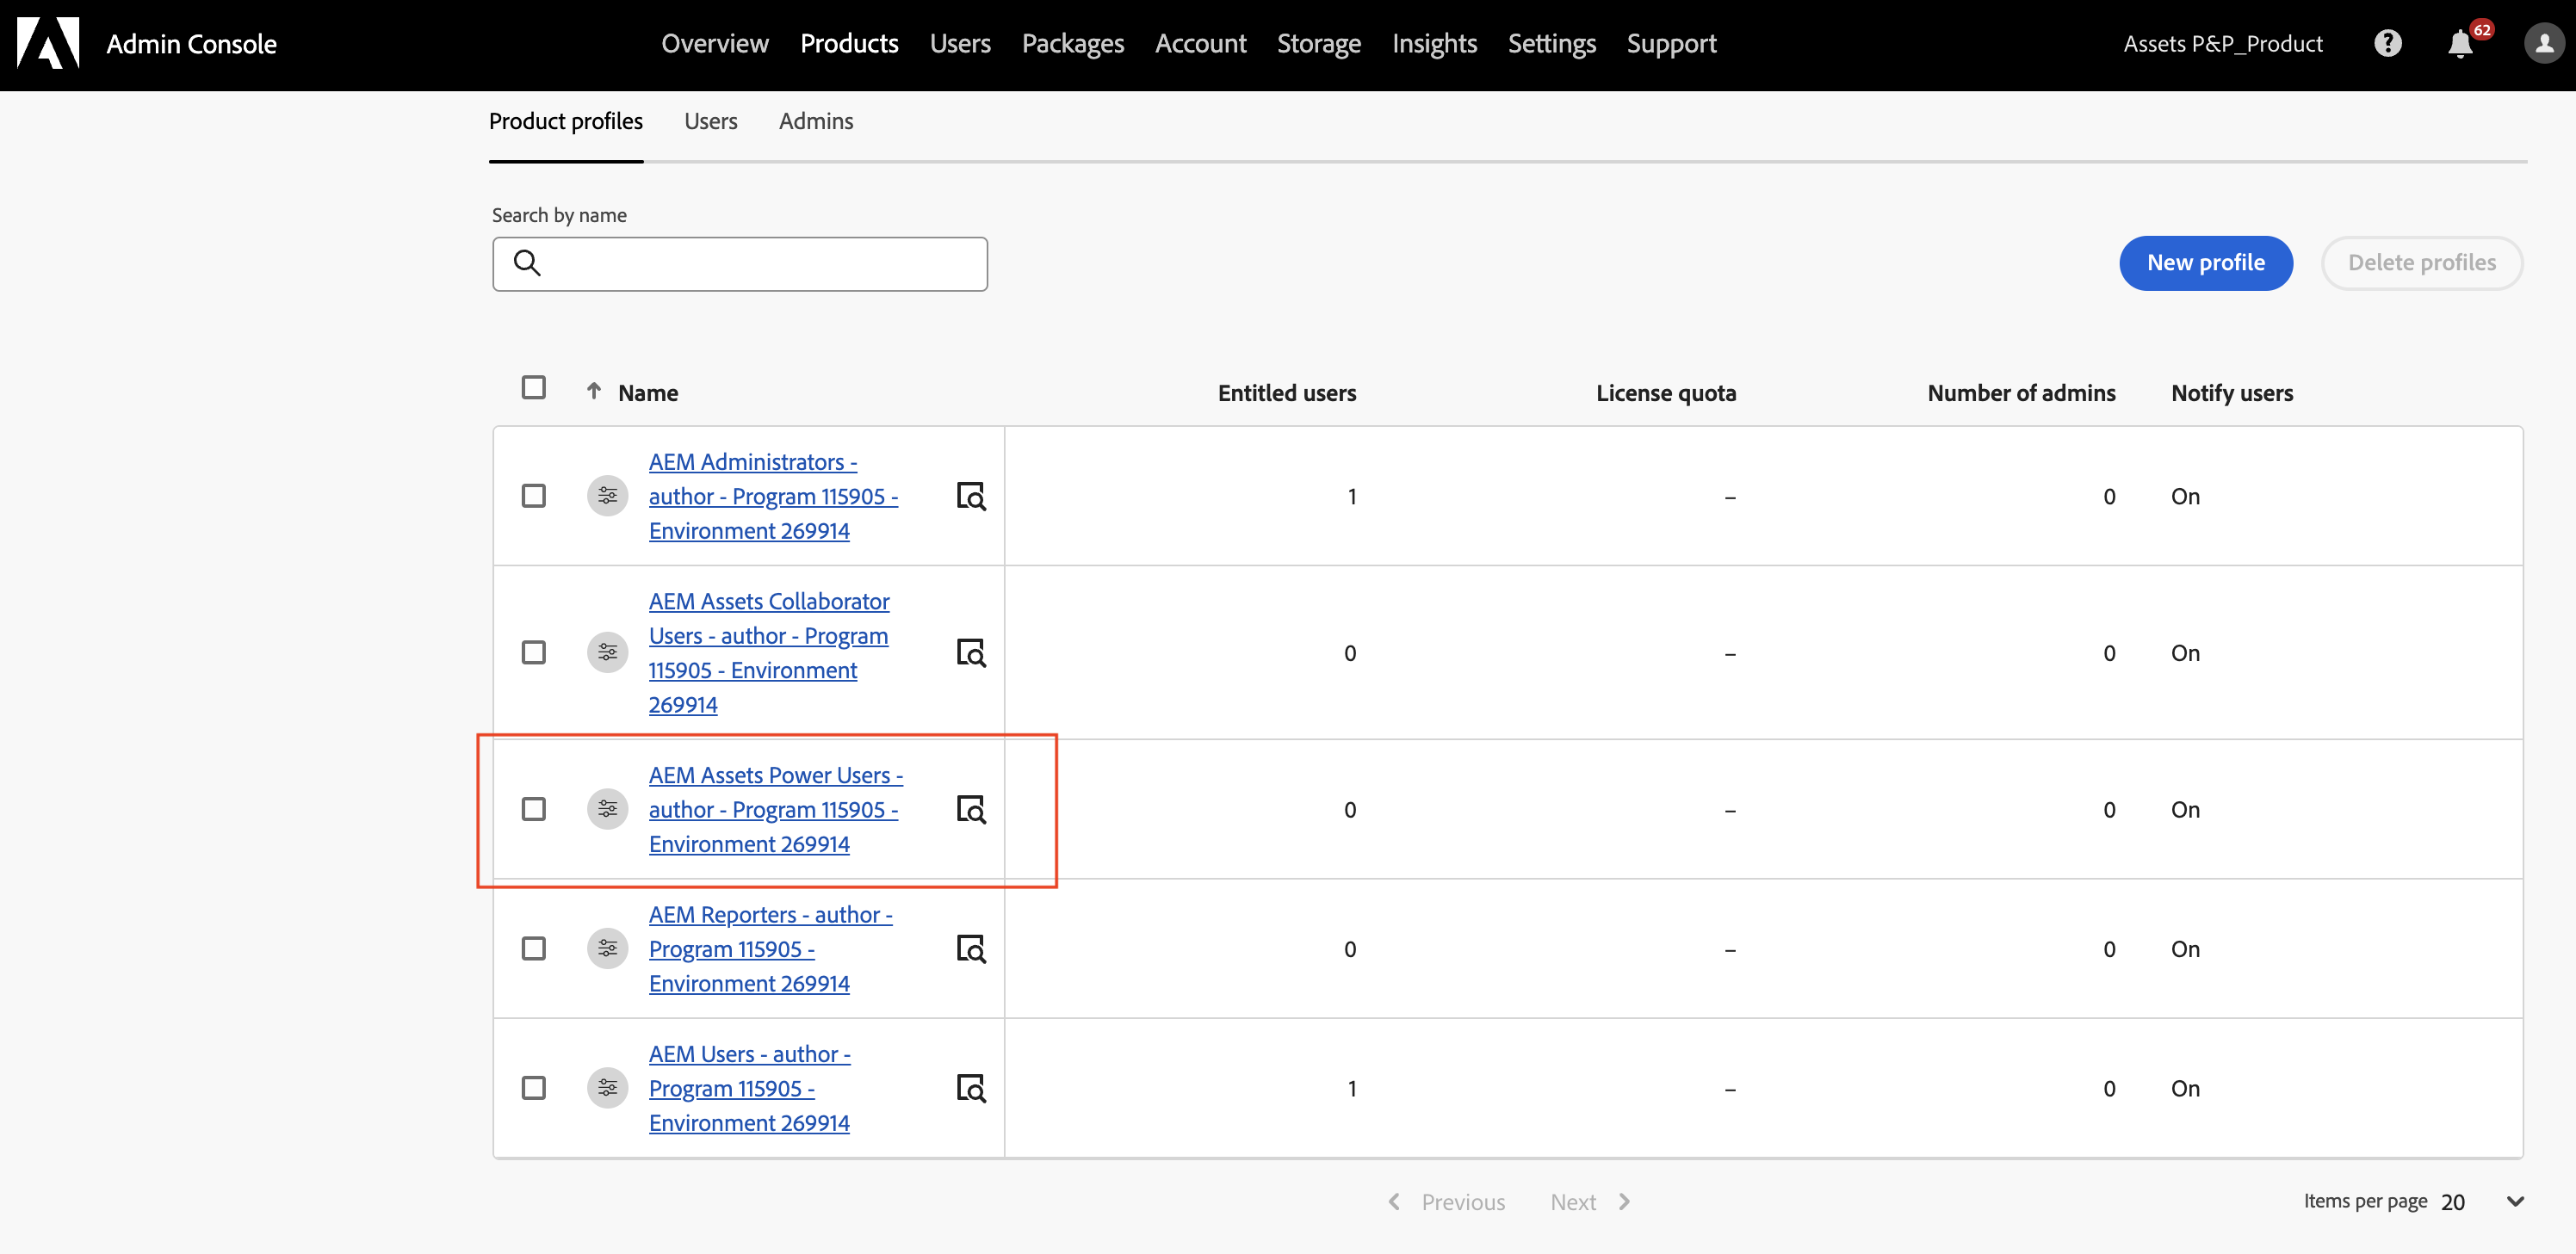 Admin Console
Overview Products Users Packages Account Storage Insights Settings Support
Assets P&P_Product
62
Product profiles Users Admins
Search by name
New profile Delete profiles
Name Entitled users License quota Number of admins Notify users
AEM Administrators -
author - Program 115905 -
Environment 269914
1 – 0 On
AEM Assets Collaborator
Users - author - Program
115905 - Environment
269914
0 – 0 On
AEM Assets Power Users -
author - Program 115905 -
Environment 269914
0 – 0 On
AEM Reporters - author -
Program 115905 -
Environment 269914
0 – 0 On
AEM Users - author -
Program 115905 -
Environment 269914
1 – 0 On
Previous Next
Items per page 20